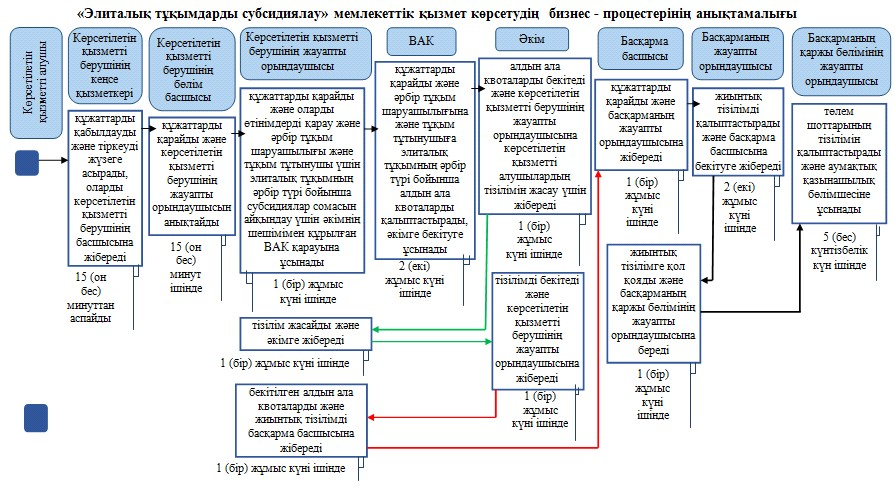 «Элиталық тұқымдарды субсидиялау» мемлекеттік қызмет көрсетудің бизнес - процестерінің анықтамалығы
Көрсетілетін
қызметті алушы
Көрсетілетін
қызметті
берушінің
кеңсе
қызметкері
Көрсетілетін
қызметті
берушінің
бөлім
басшысы
Көрсетілетін қызметті
берушінің жауапты
орындаушысы
ВАК
Әкім
Басқарма
басшысы
Басқарманың
жауапты
орындаушысы
Басқарманың
қаржы бөлімінің
жауапты
орындаушысы
құжаттарды
қабылдауды
және тіркеуді
жүзеге
асырады,
оларды
көрсетілетін
қызметті
берушінің
басшысына
жібереді
15 (он
бес)
минуттан
аспайды
құжаттарды
қарайды және
көрсетілетін
қызметті
берушінің
жауапты
орындаушысын
анықтайды
15 (он
бес)
минут
ішінде
құжаттарды қарайды
және оларды
өтінімдерді қарау және
әрбір тұқым
шаруашылығы және
тұқым тұтынушы үшін
элиталық тұқымның
әрбір түрі бойынша
субсидиялар сомасын
айқындау үшін әкімнің
шешімімен құрылған
ВАК қарауына
ұсынады
1 (бір) жұмыс
күні ішінде
құжаттарды
қарайды және
әрбір тұқым
шаруашылығына
және тұқым
тұтынушыға
элиталық
тұқымның әрбір
түрі бойынша
алдын ала
квоталарды
қалыптастырады,
әкімге бекітуге
ұсынады
2 (екі)
жұмыс күні
ішінде
алдын ала
квоталарды бекітеді
және көрсетілетін
қызметті берушінің
жауапты
орындаушысына
көрсетілетін
қызметті
алушылардың
тізілімін жасау үшін
жібереді
1 (бір)
жұмыс
күні ішінде
құжаттарды
қарайды және
басқарманың
жауапты
орындаушысына
жібереді
1 (бір)
жұмыс
күні
ішінде
жиынтық
тізілімді
қалыптастырады
және басқарма
басшысына
бекітуге жібереді
2 (екі)
жұмыс
күні
ішінде
төлем
шоттарының
тізілімін
қалыптастырады
және аумақтық
қазынашылық
бөлімшесіне
ұсынады
5 (бес)
күнтізбелік
күн ішінде
тізілім жасайды және
әкімге жібереді
1 (бір) жұмыс күні ішінде
тізілімді бекітеді
және
көрсетілетін
қызметті
берушінің
жауапты
орындаушысына
жібереді
1 (бір)
жұмыс
күні
ішінде
жиынтық
тізілімге қол
қояды және
басқарманың
қаржы бөлімінің
жауапты
орындаушысына
береді
1 (бір)
жұмыс
күні
ішінде
бекітілген алдын ала
квоталарды және
жиынтық тізілімді
басқарма басшысына
жібереді
1 (бір) жұмыс күні ішінде